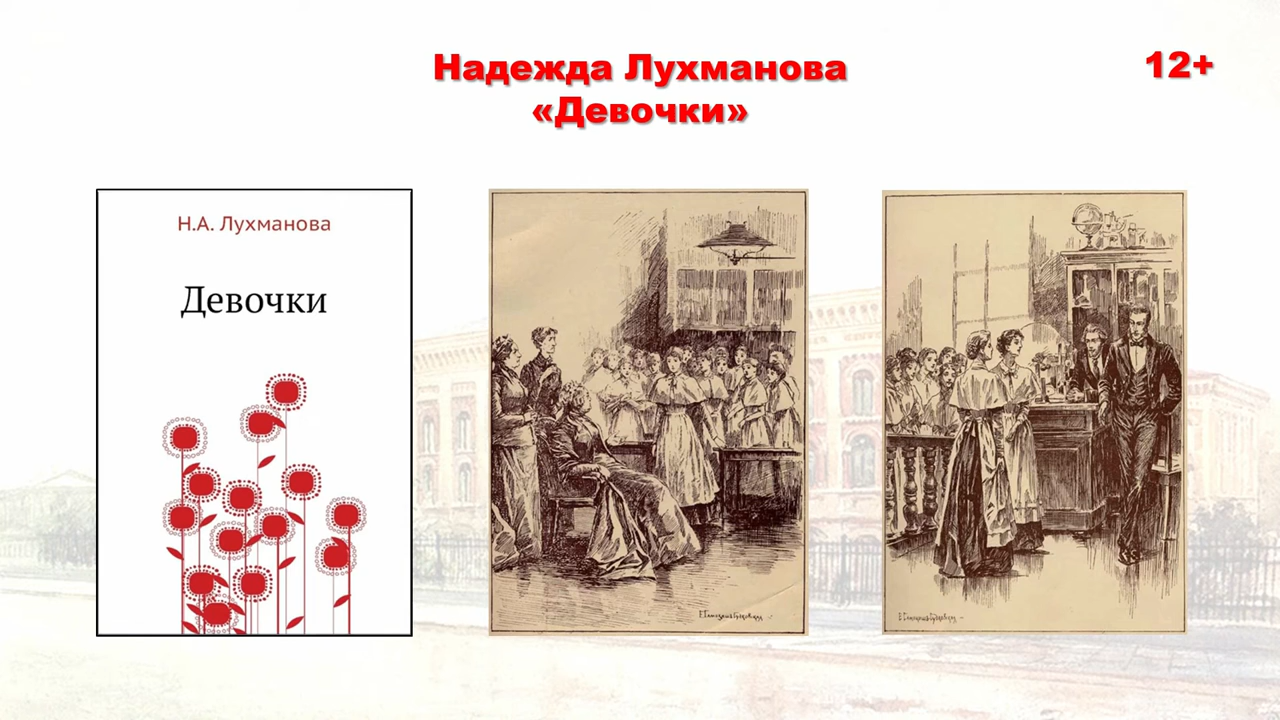 Надежда Лухманова
«Девочки»
12+
Н.А. Лухманова
Девочки